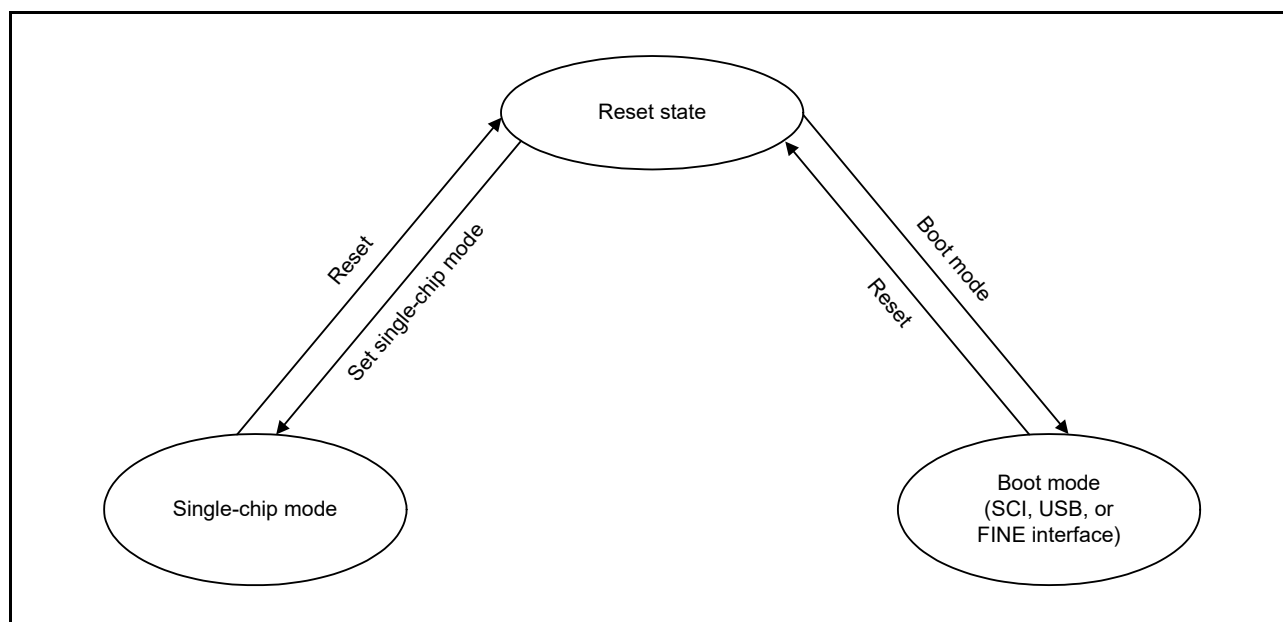 Reset state
Reset
Set single-chip mode
Boot mode
Reset
Single-chip mode
Boot mode
(SCI, USB, or
FINE interface)